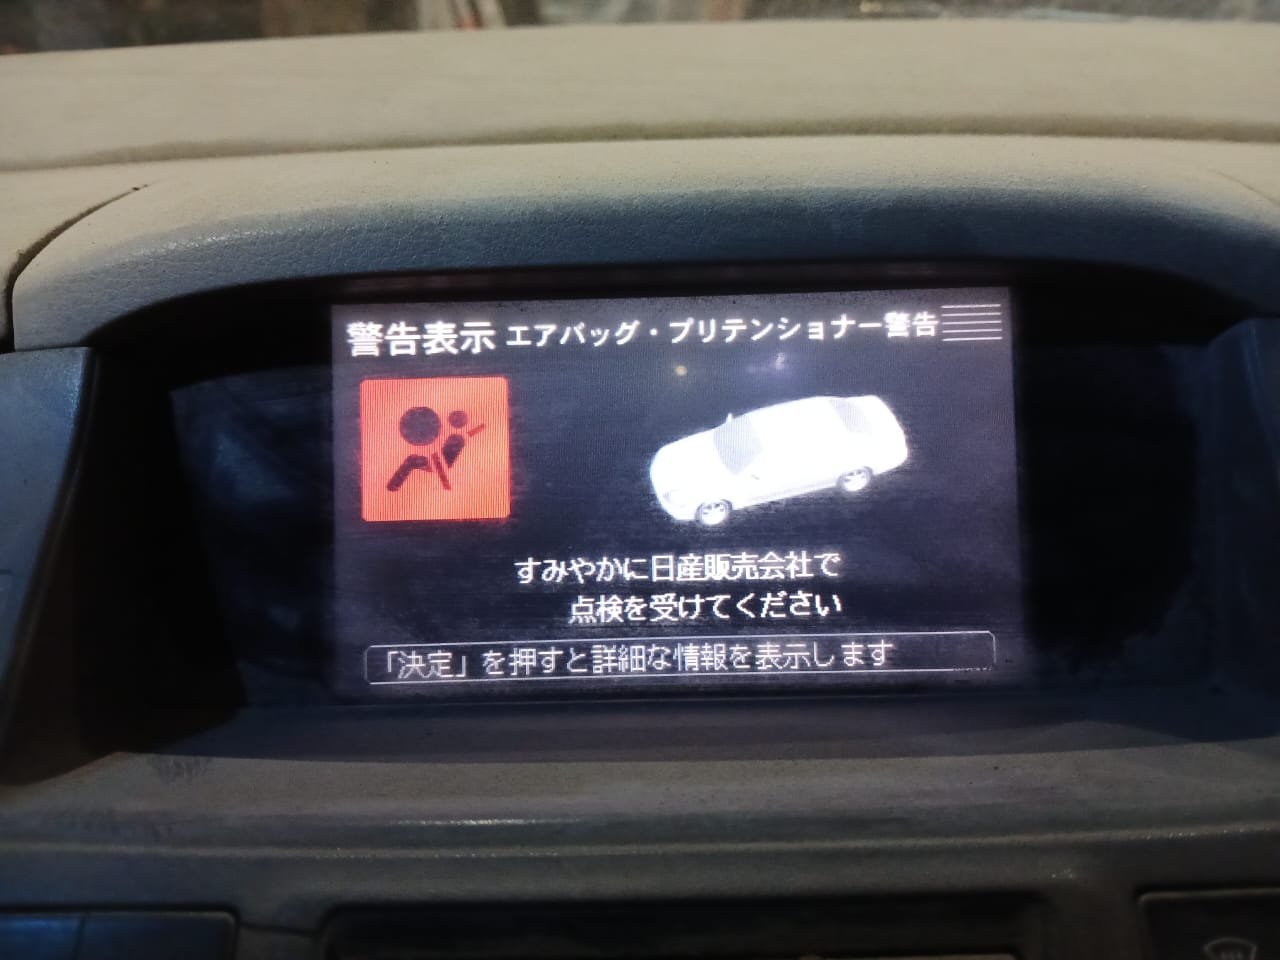 警告表示 エアバッグ・プリテンショナー警告
すみやかに日産販売会社で
点検を受けてください
「決定」を押すと詳細な情報を表示します